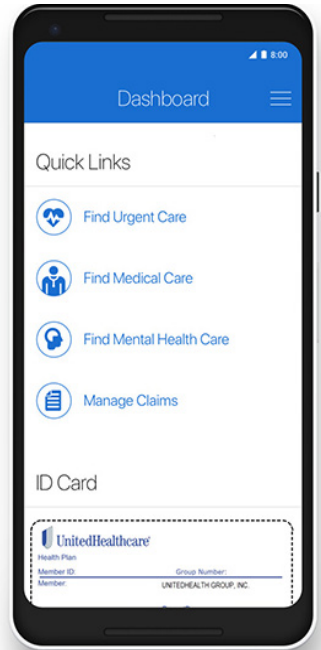 8:00
Dashboard
Quick Links
Find Urgent Care
Find Medical Care
Find Mental Health Care
Manage Claims
ID Card
UnitedHealthcare®
Health Plan
Member ID: Group Number:
Member: UNITEDHEALTH GROUP, INC.